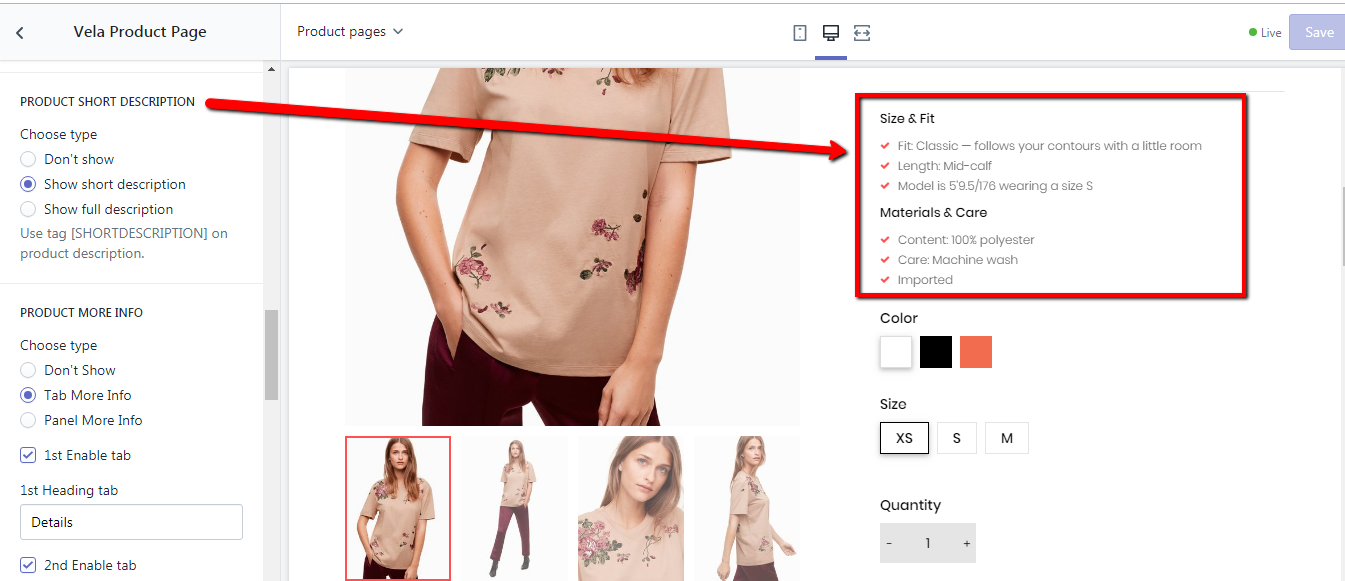 Vela Product Page
Product pages
Live
Save
PRODUCT SHORT DESCRIPTION
Choose type
Don't show
Show short description
Show full description
Use tag [SHORTDESCRIPTION] on
product description.
PRODUCT MORE INFO
Choose type
Don't Show
Tab More Info
Panel More Info
1st Enable tab
1st Heading tab
Details
2nd Enable tab
Size & Fit
Fit: Classic — follows your contours with a little room
Length: Mid-calf
Model is 5'9.5/176 wearing a size S
Materials & Care
Content: 100% polyester
Care: Machine wash
Imported
Color
Size
XS S M
Quantity
- 1 +